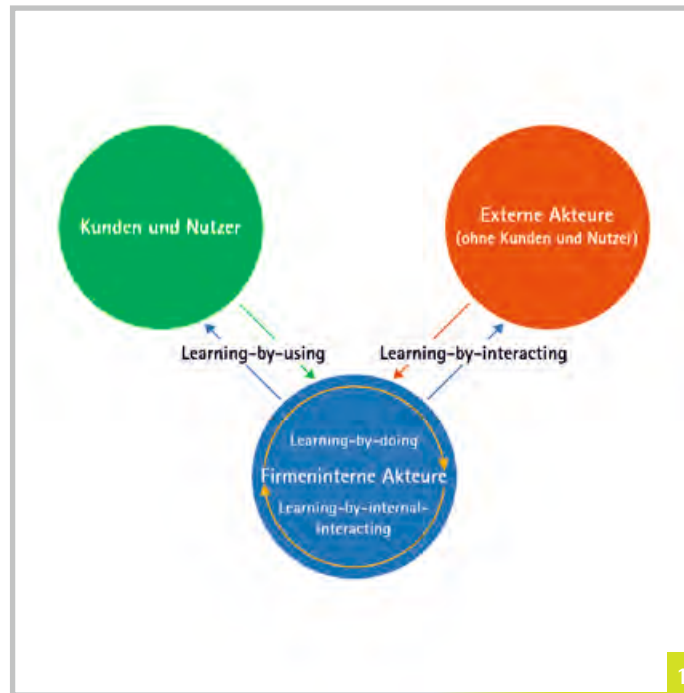 Kunden und Nutzer
Externe Akteure
(ohne Kunden und Nutzer)
Learning-by-using
Learning-by-interacting
Learning-by-doing
Firmeninterne Akteure
Learning-by-internal-
interacting
1